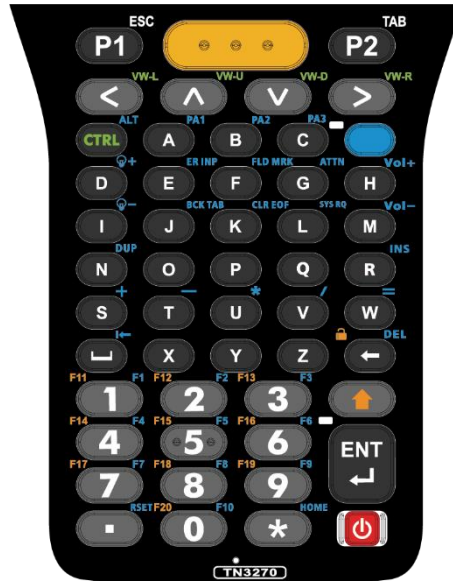 ESC TAB
P1 P2
VW-L VW-U VW-D VW-R
< ∧ ∨ >
ALT PA1 PA2 PA3
CTRL A B C
+ ER INP FLD MRK ATTN Vol+
D E F G H
- BCK TAB CLR EOF SYS RQ Vol-
I J K L M
DUP INS
N O P Q R
+ - * / =
S T U V W
DEL
X Y Z ←
F11 F1 F12 F2 F13 F3
1 2 3
F14 F4 F15 F5 F16 F6
4 5 6 ENT
F17 F7 F18 F8 F19 F9
7 8 9
RSET F20 F10 HOME
. 0 *
TN3270